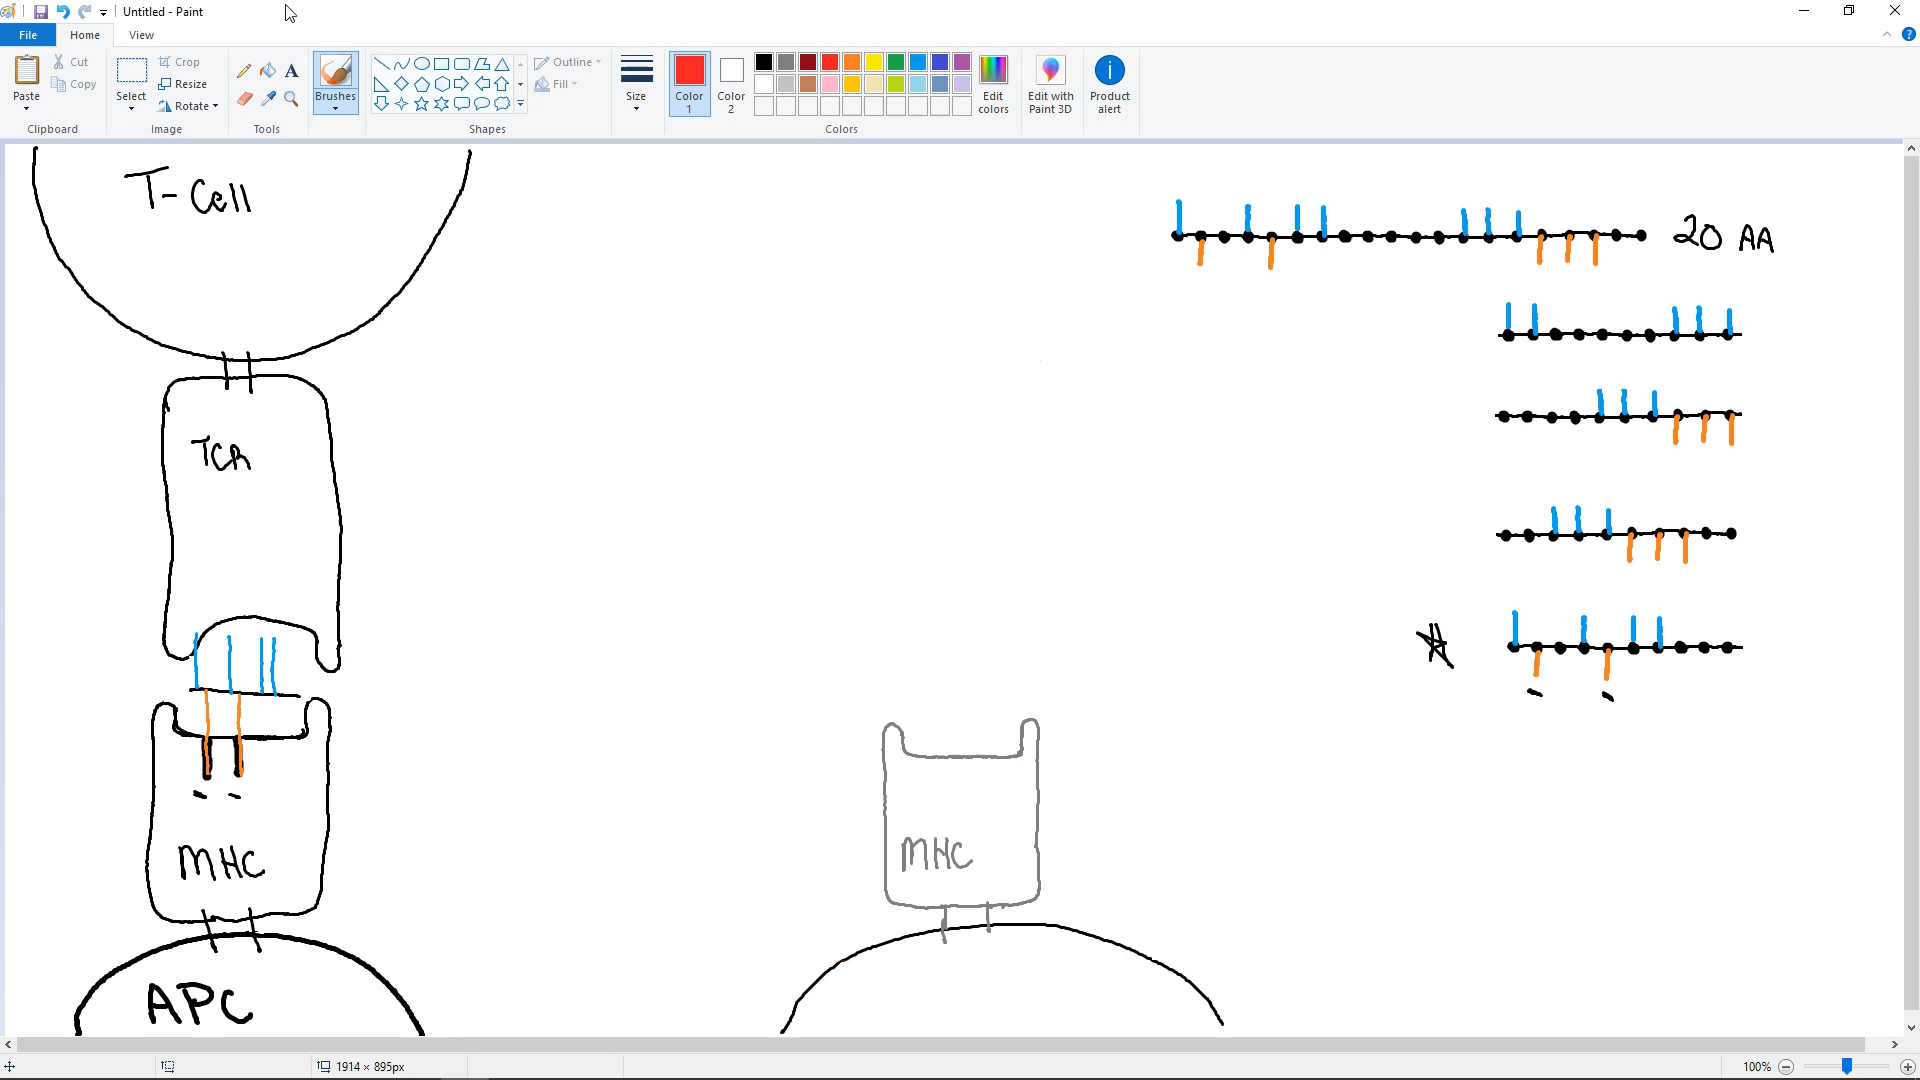 Untitled - Paint
File Home View
Paste
Cut
Copy
Clipboard
Select
Crop
Resize
Rotate
Image
Tools
Brushes
Shapes
Outline
Fill
Size
Color 1
Color 2
Colors
Edit colors
Edit with Paint 3D
Product alert
T-Cell
20 AA
TCR
MHC
MHC
APC
1914 × 895px
100%